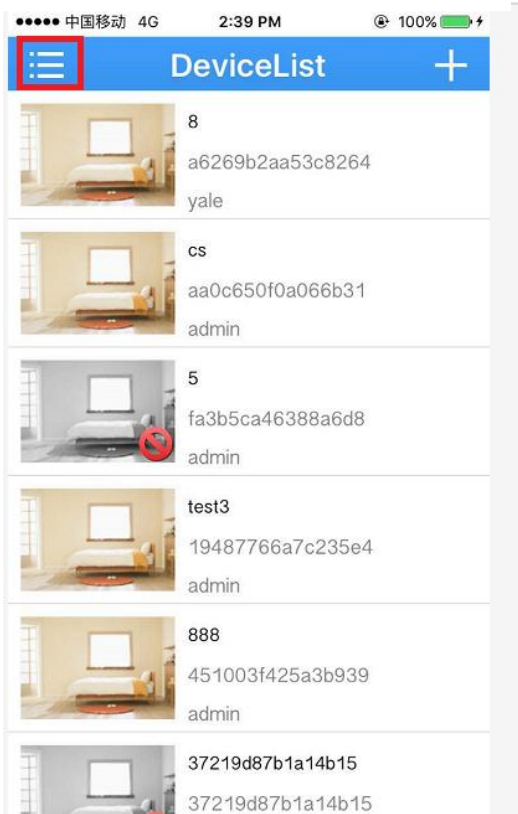 中国移动 4G 2:39 PM 100%
DeviceList
8
a6269b2aa53c8264
yale
cs
aa0c650f0a066b31
admin
5
fa3b5ca46388a6d8
admin
test3
19487766a7c235e4
admin
888
451003f425a3b939
admin
37219d87b1a14b15
37219d87b1a14b15